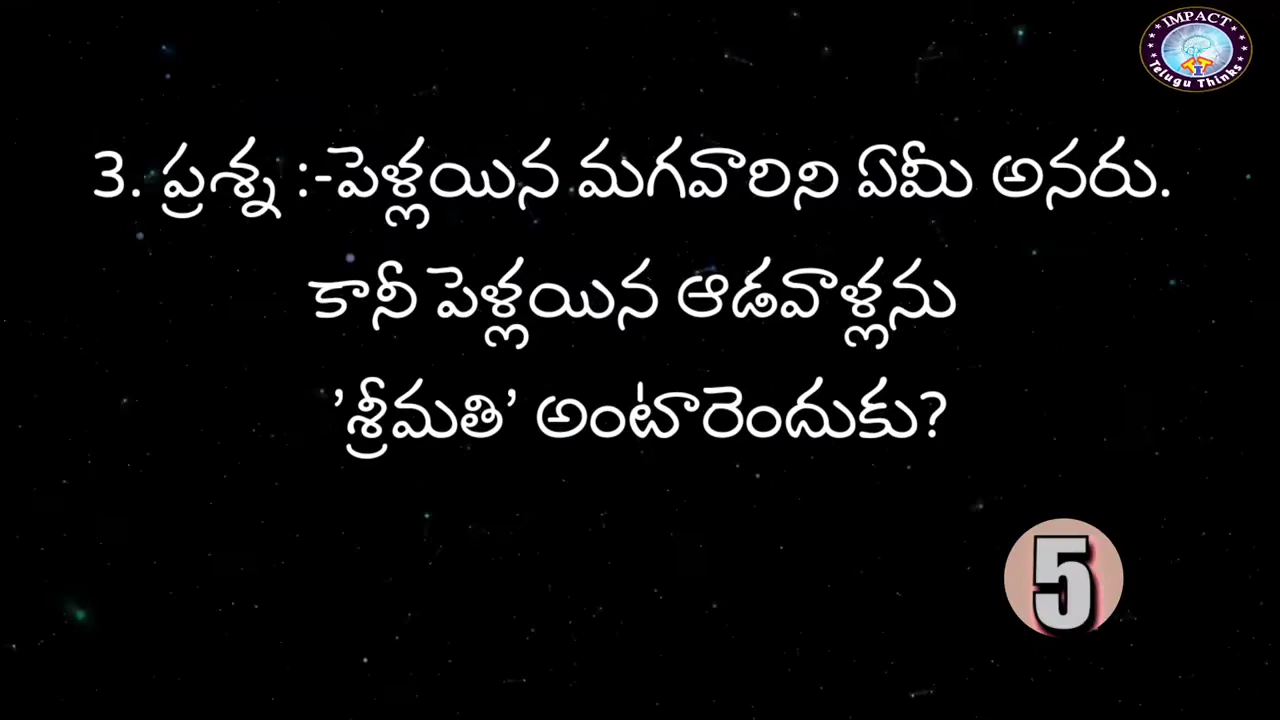 IMPACT
Telugu Thinks
3. ప్రశ్న :-పెళ్లయిన మగవారిని ఏమీ అనరు.
కానీ పెళ్లయిన ఆడవాళ్లను
'శ్రీమతి' అంటారెందుకు?
5